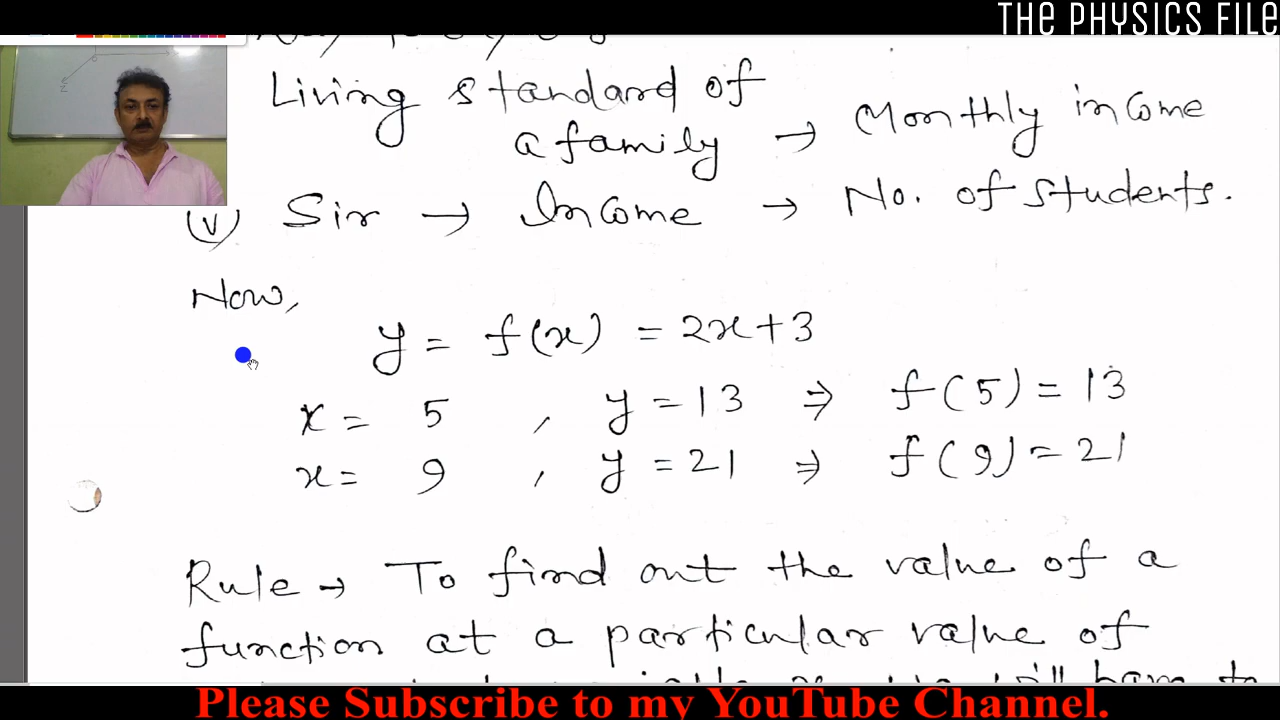 THE PHYSICS FILE
Living standard of
a family → Monthly income
(v) Sir → Income → No. of students.
Now,
y = f(x) = 2x+3
x = 5 , y = 13 ⇒ f(5) = 13
x = 9 , y = 21 ⇒ f(9) = 21
Rule → To find out the value of a
function at a particular value of
Please Subscribe to my YouTube Channel.